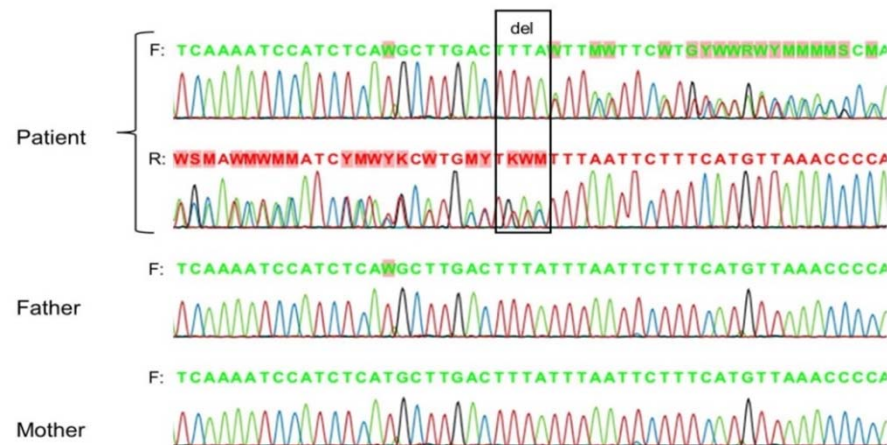 del
F: TCAAAATCCATCTCAWGCTTGACTTTAWTTMWTTCWTGYWWRWYMMMMSCMA
Patient
R: WSMAWMWMMATCYMWYKCWTGMYTKWMTTTAATTCTTTCATGTTAAACCCCA
F: TCAAAATCCATCTCAWGCTTGACTTTATTTAATTCTTTCATGTTAAACCCCA
Father
F: TCAAAATCCATCTCATGCTTGACTTTATTTAATTCTTTCATGTTAAACCCCA
Mother